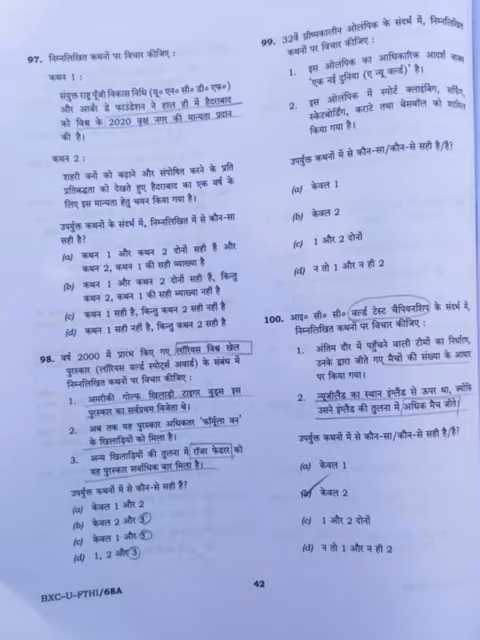 97. निम्नलिखित कथनों पर विचार कीजिए :
कथन 1 :
संयुक्त राष्ट्र पूँजी विकास निधि (यू० एन० सी० डी० एफ०)
और आर्बर डे फाउंडेशन ने हाल ही में हैदराबाद
को विश्व के 2020 वृक्ष नगर की मान्यता प्रदान
की है।
कथन 2 :
शहरी वनों को बढ़ाने और संपोषित करने के प्रति
प्रतिबद्धता को देखते हुए हैदराबाद का एक वर्ष के
लिए इस मान्यता हेतु चयन किया गया है।
उपर्युक्त कथनों के संदर्भ में, निम्नलिखित में से कौन-सा
सही है?
(a) कथन 1 और कथन 2 दोनों सही हैं और
कथन 2, कथन 1 की सही व्याख्या है
(b) कथन 1 और कथन 2 दोनों सही हैं, किन्तु
कथन 2, कथन 1 की सही व्याख्या नहीं है
(c) कथन 1 सही है, किन्तु कथन 2 सही नहीं है
(d) कथन 1 सही नहीं है, किन्तु कथन 2 सही है
98. वर्ष 2000 में प्रारंभ किए गए लॉरियस विश्व खेल
पुरस्कार (लॉरियस वर्ल्ड स्पोर्ट्स अवार्ड) के संबंध में
निम्नलिखित कथनों पर विचार कीजिए :
1. अमरीकी गोल्फ खिलाड़ी टाइगर वुड्स इस
पुरस्कार का सर्वप्रथम विजेता थे।
2. अब तक यह पुरस्कार अधिकतर 'फॉर्मूला वन'
के खिलाड़ियों को मिला है।
3. अन्य खिलाड़ियों की तुलना में रॉजर फेडरर को
यह पुरस्कार सर्वाधिक बार मिला है।
उपर्युक्त कथनों में से कौन-से सही है?
(a) केवल 1 और 2
(b) केवल 2 और 3
(c) केवल 1 और 3
(d) 1, 2 और 3
99. 32वें ग्रीष्मकालीन ओलंपिक के संदर्भ में, निम्नलिखित
कथनों पर विचार कीजिए :
1. इस ओलंपिक का आधिकारिक आदर्श वाक्य
'एक नई दुनिया (ए न्यू वर्ल्ड)' है।
2. इस ओलंपिक में स्पोर्ट क्लाइंबिंग, सर्फिंग,
स्केटबोर्डिंग, कराटे तथा बेसबॉल को शामिल
किया गया है।
उपर्युक्त कथनों में से कौन-सा/कौन-से सही है/हैं?
(a) केवल 1
(b) केवल 2
(c) 1 और 2 दोनों
(d) न तो 1 और न ही 2
100. आइ० सी० सी० वर्ल्ड टेस्ट चैंपियनशिप के संदर्भ में,
निम्नलिखित कथनों पर विचार कीजिए :
1. अंतिम दौर में पहुँचने वाली टीमों का निर्धारण,
उनके द्वारा जीते गए मैचों की संख्या के आधार
पर किया गया।
2. न्यूजीलैंड का स्थान इंग्लैंड से ऊपर था, क्योंकि
उसने इंग्लैंड की तुलना में अधिक मैच जीते।
उपर्युक्त कथनों में से कौन-सा/कौन-से सही है/हैं?
(a) केवल 1
(b) केवल 2
(c) 1 और 2 दोनों
(d) न तो 1 और न ही 2
BXC-U-FTHI/68A
42